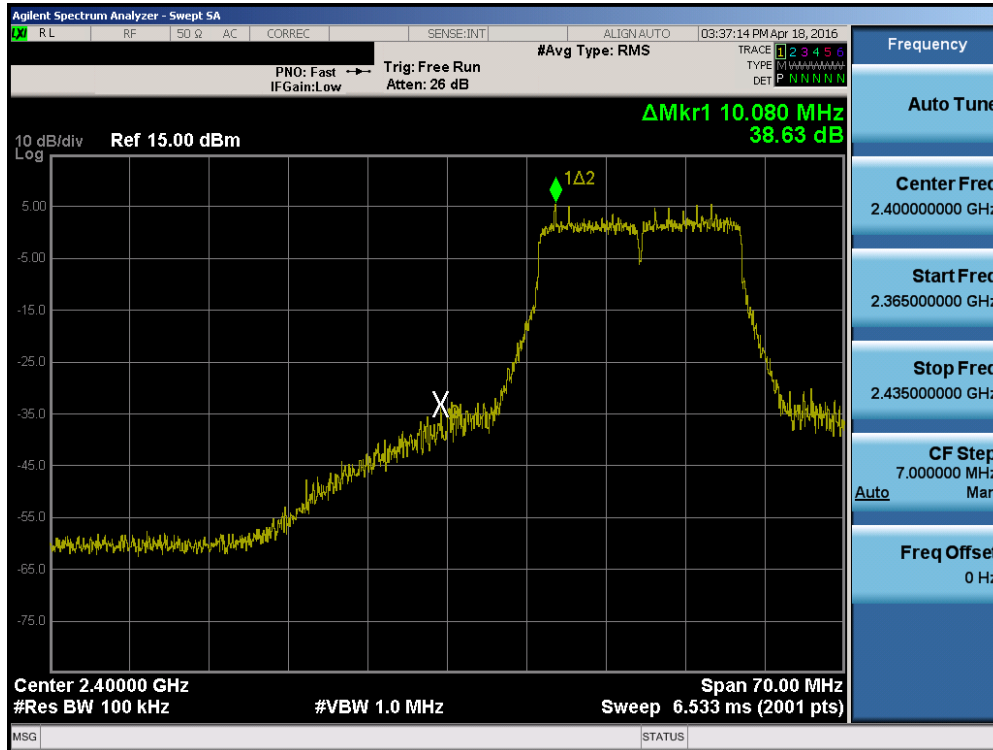 Agilent Spectrum Analyzer - Swept SA
LXI RL RF 50 Ω AC CORREC SENSE:INT ALIGN AUTO 03:37:14 PM Apr 18, 2016
#Avg Type: RMS
TRACE 1 2 3 4 5 6
PNO: Fast
Trig: Free Run
TYPE M
IFGain:Low
Atten: 26 dB
DET P N N N N N
ΔMkr1 10.080 MHz
38.63 dB
10 dB/div
Ref 15.00 dBm
Log
1Δ2
5.00
-5.00
-15.0
-25.0
-35.0
-45.0
-55.0
-65.0
-75.0
Center 2.40000 GHz
Span 70.00 MHz
#Res BW 100 kHz
#VBW 1.0 MHz
Sweep 6.533 ms (2001 pts)
MSG
STATUS
Frequency
Auto Tune
Center Freq
2.400000000 GHz
Start Freq
2.365000000 GHz
Stop Freq
2.435000000 GHz
CF Step
7.000000 MHz
Auto Man
Freq Offset
0 Hz